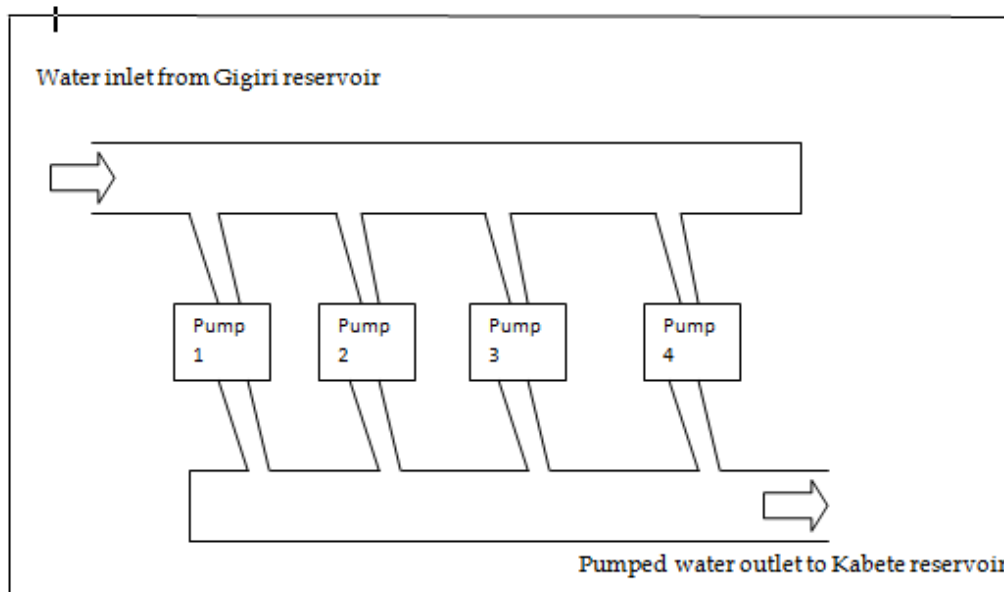 Water inlet from Gigiri reservoir
Pump
1
Pump
2
Pump
3
Pump
4
Pumped water outlet to Kabete reservoir